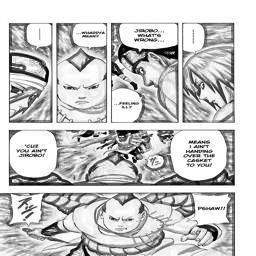 ...
JIROBO...
WHAT'S
WRONG...
...FEELING
ILL?
...WHADDYA
MEAN?
...
MEANS
I AIN'T
HANDING
OVER THE
CASKET
TO YOU!
'CUZ
YOU AIN'T
JIROBO!
PSHAW!!